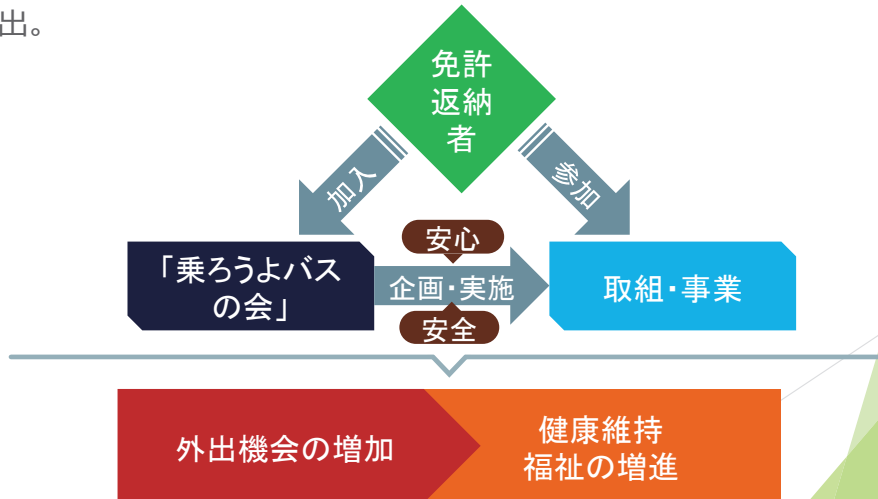 出。
免許
返納
者
加入
参加
安心
「乗ろうよバス
の会」
企画・実施
取組・事業
安全
外出機会の増加
健康維持
福祉の増進